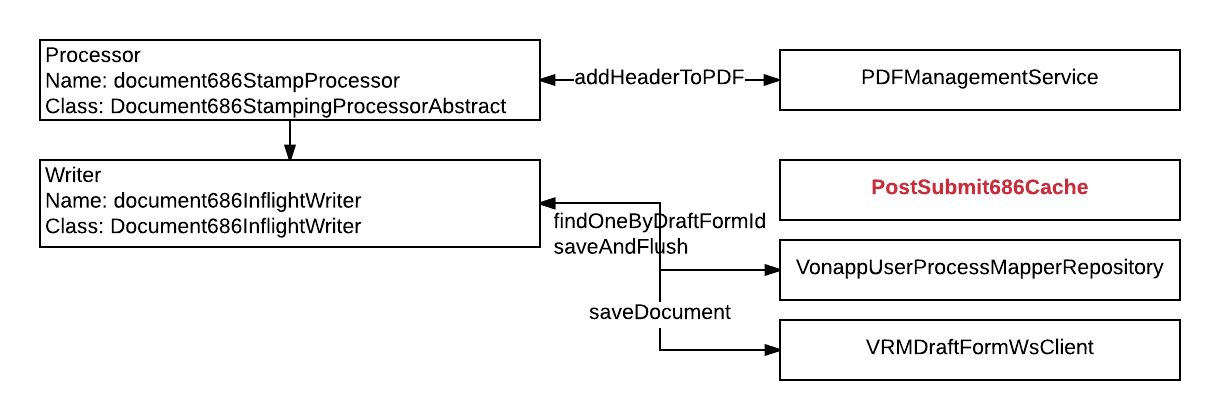 Processor
Name: document686StampProcessor
Class: Document686StampingProcessorAbstract
addHeaderToPDF
PDFManagementService
Writer
Name: document686InflightWriter
Class: Document686InflightWriter
PostSubmit686Cache
findOneByDraftFormId
saveAndFlush
VonappUserProcessMapperRepository
saveDocument
VRMDraftFormWsClient